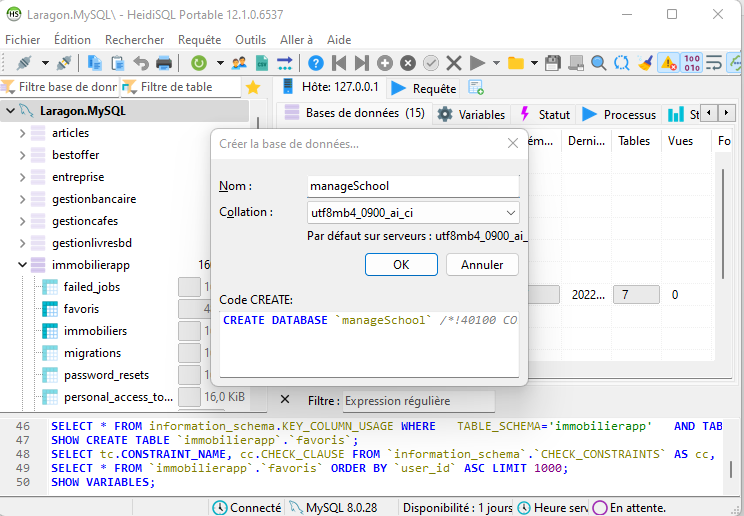 Laragon.MySQL\ - HeidiSQL Portable 12.1.0.6537
Fichier Édition Rechercher Requête Outils Aller à Aide
Filtre base de donn Filtre de table
Hôte: 127.0.0.1 Requête
Laragon.MySQL
Bases de données (15) Variables Statut Processus St
articles
bestoffer
entreprise
gestionbancaire
gestioncafes
gestionlivresbd
immobilierapp 16
failed_jobs
favoris
immobiliers
migrations
password_resets
personal_access_to... 16,0 KiB
Derni... Tables Vues Fo
2022... 7 0
Créer la base de données...
Nom : manageSchool
Collation : utf8mb4_0900_ai_ci
Par défaut sur serveurs : utf8mb4_0900_ai_
OK Annuler
Code CREATE:
CREATE DATABASE `manageSchool` /*!40100 CO
Filtre : Expression régulière
46 SELECT * FROM information_schema.KEY_COLUMN_USAGE WHERE TABLE_SCHEMA='immobilierapp' AND TAB
47 SHOW CREATE TABLE `immobilierapp`.`favoris`;
48 SELECT tc.CONSTRAINT_NAME, cc.CHECK_CLAUSE FROM `information_schema`.`CHECK_CONSTRAINTS` AS cc,
49 SELECT * FROM `immobilierapp`.`favoris` ORDER BY `user_id` ASC LIMIT 1000;
50 SHOW VARIABLES;
Connecté MySQL 8.0.28 Disponibilité : 1 jours Heure serv En attente.